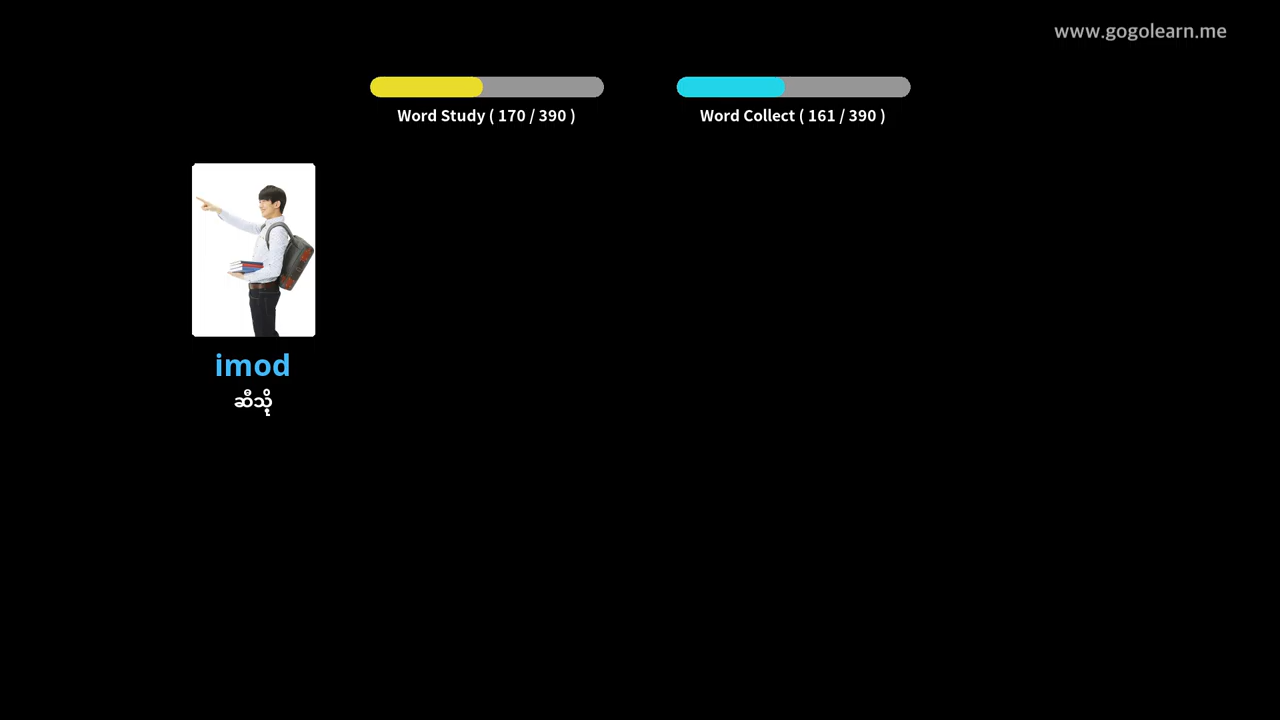 www.gogolearn.me
Word Study ( 170 / 390 )
Word Collect ( 161 / 390 )
imod
ဆီသို့